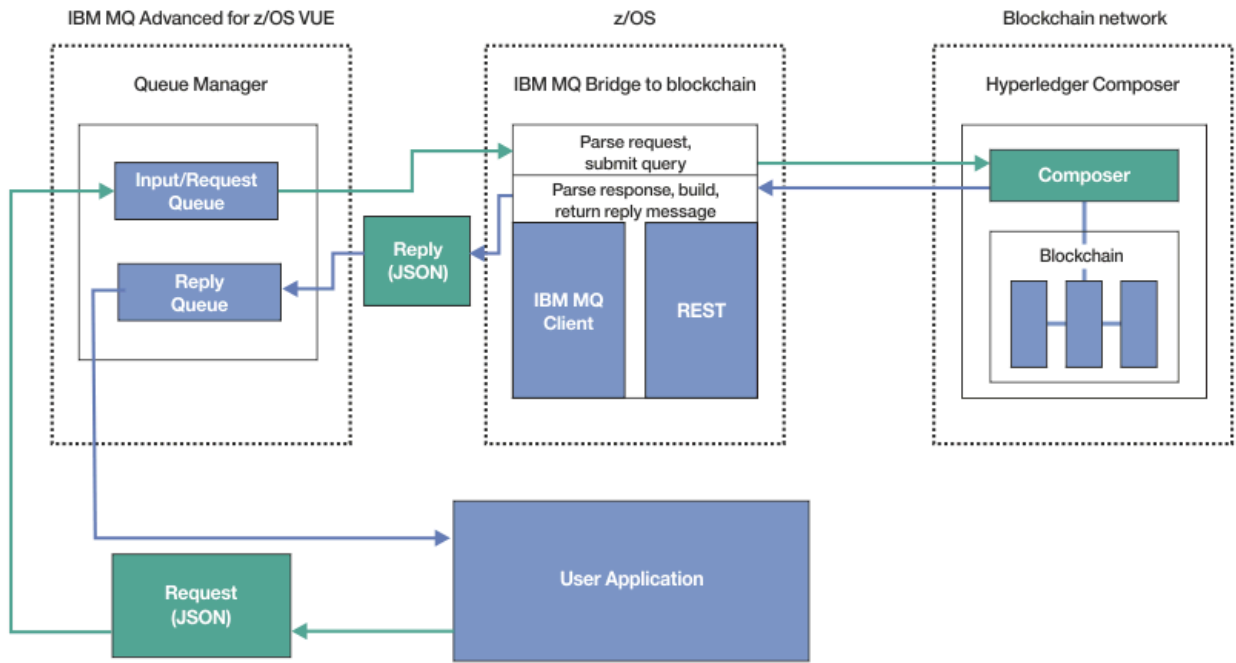 IBM MQ Advanced for z/OS VUE
z/OS
Blockchain network
Queue Manager
IBM MQ Bridge to blockchain
Hyperledger Composer
Input/Request
Queue
Parse request,
submit query
Composer
Parse response, build,
return reply message
Reply
(JSON)
Reply
Queue
IBM MQ
Client
REST
Blockchain
User Application
Request
(JSON)